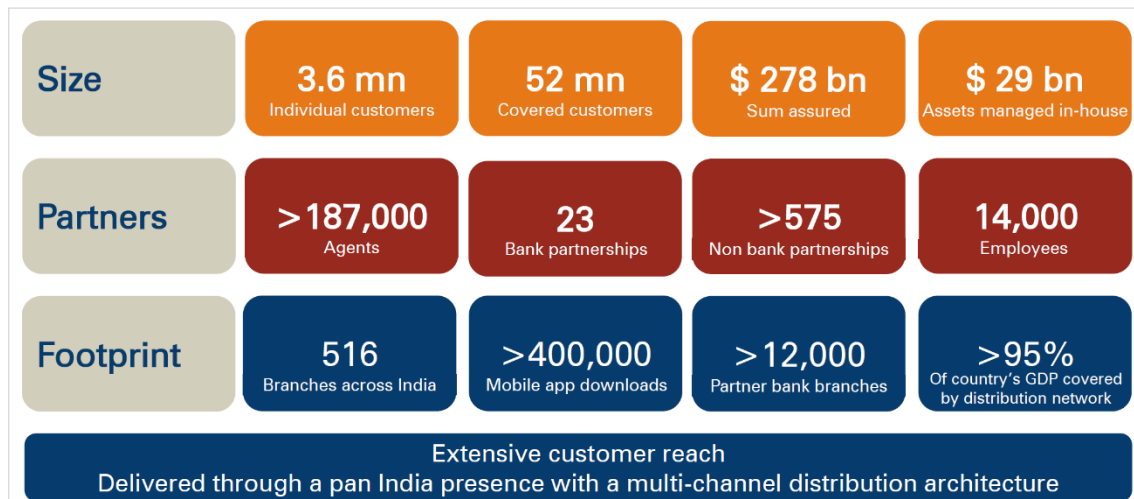 Size
3.6 mn
Individual customers
52 mn
Covered customers
$ 278 bn
Sum assured
$ 29 bn
Assets managed in-house
Partners
>187,000
Agents
23
Bank partnerships
>575
Non bank partnerships
14,000
Employees
Footprint
516
Branches across India
>400,000
Mobile app downloads
>12,000
Partner bank branches
>95%
Of country's GDP covered
by distribution network
Extensive customer reach
Delivered through a pan India presence with a multi-channel distribution architecture